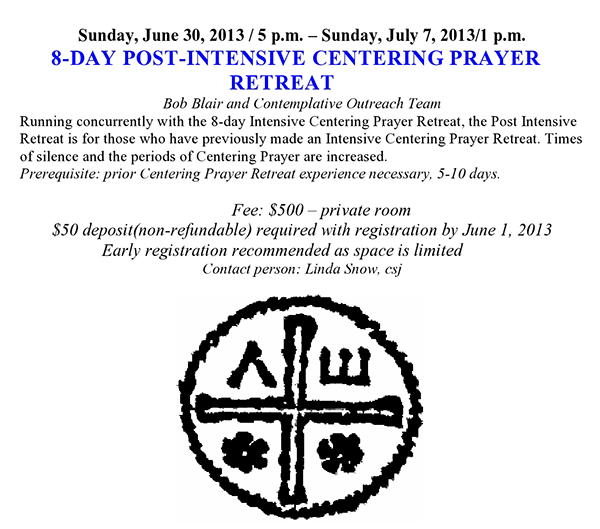 Sunday, June 30, 2013 / 5 p.m. – Sunday, July 7, 2013/1 p.m.
8-DAY POST-INTENSIVE CENTERING PRAYER
RETREAT
Bob Blair and Contemplative Outreach Team
Running concurrently with the 8-day Intensive Centering Prayer Retreat, the Post Intensive
Retreat is for those who have previously made an Intensive Centering Prayer Retreat. Times
of silence and the periods of Centering Prayer are increased.
Prerequisite: prior Centering Prayer Retreat experience necessary, 5-10 days.
Fee: $500 – private room
$50 deposit(non-refundable) required with registration by June 1, 2013
Early registration recommended as space is limited
Contact person: Linda Snow, csj